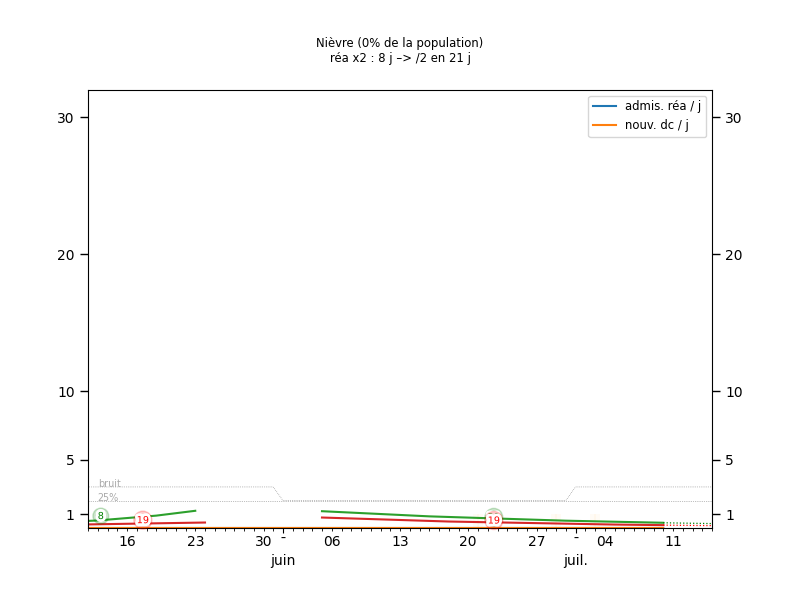 Nièvre (0% de la population)
réa x2 : 8 j –> /2 en 21 j
admis. réa / j
nouv. dc / j
30 30
20 20
10 10
5 5
bruit
25%
1 1
8 19 19
16 23 30 - 06 13 20 27 - 04 11
juin juil.